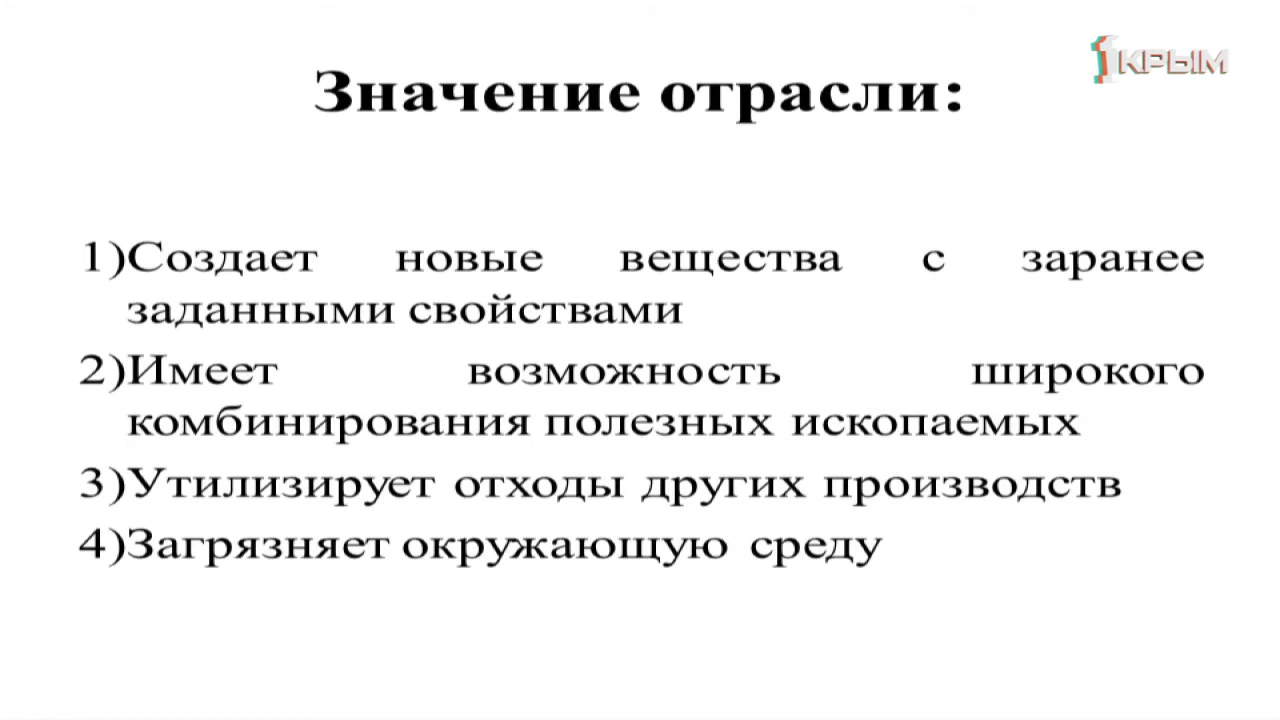 1КРЫМ
Значение отрасли:
1)Создает новые вещества с заранее
заданными свойствами
2)Имеет возможность широкого
комбинирования полезных ископаемых
3)Утилизирует отходы других производств
4)Загрязняет окружающую среду